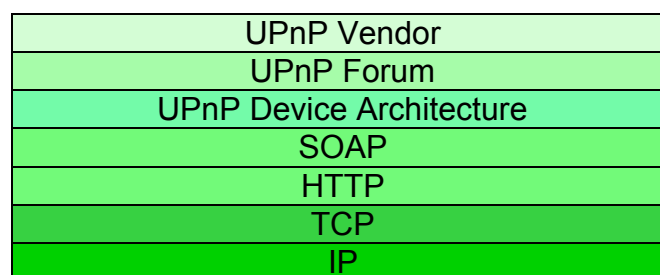 UPnP Vendor
UPnP Forum
UPnP Device Architecture
SOAP
HTTP
TCP
IP